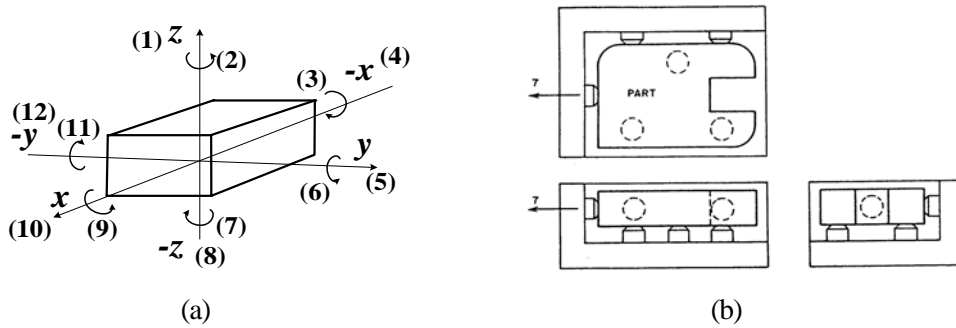 (1) z
(2)
(3) -x (4)
(12)
-y (11)
y
(6) (5)
x
(10) (9)
(7)
-z (8)
(a)
7
PART
7
(b)